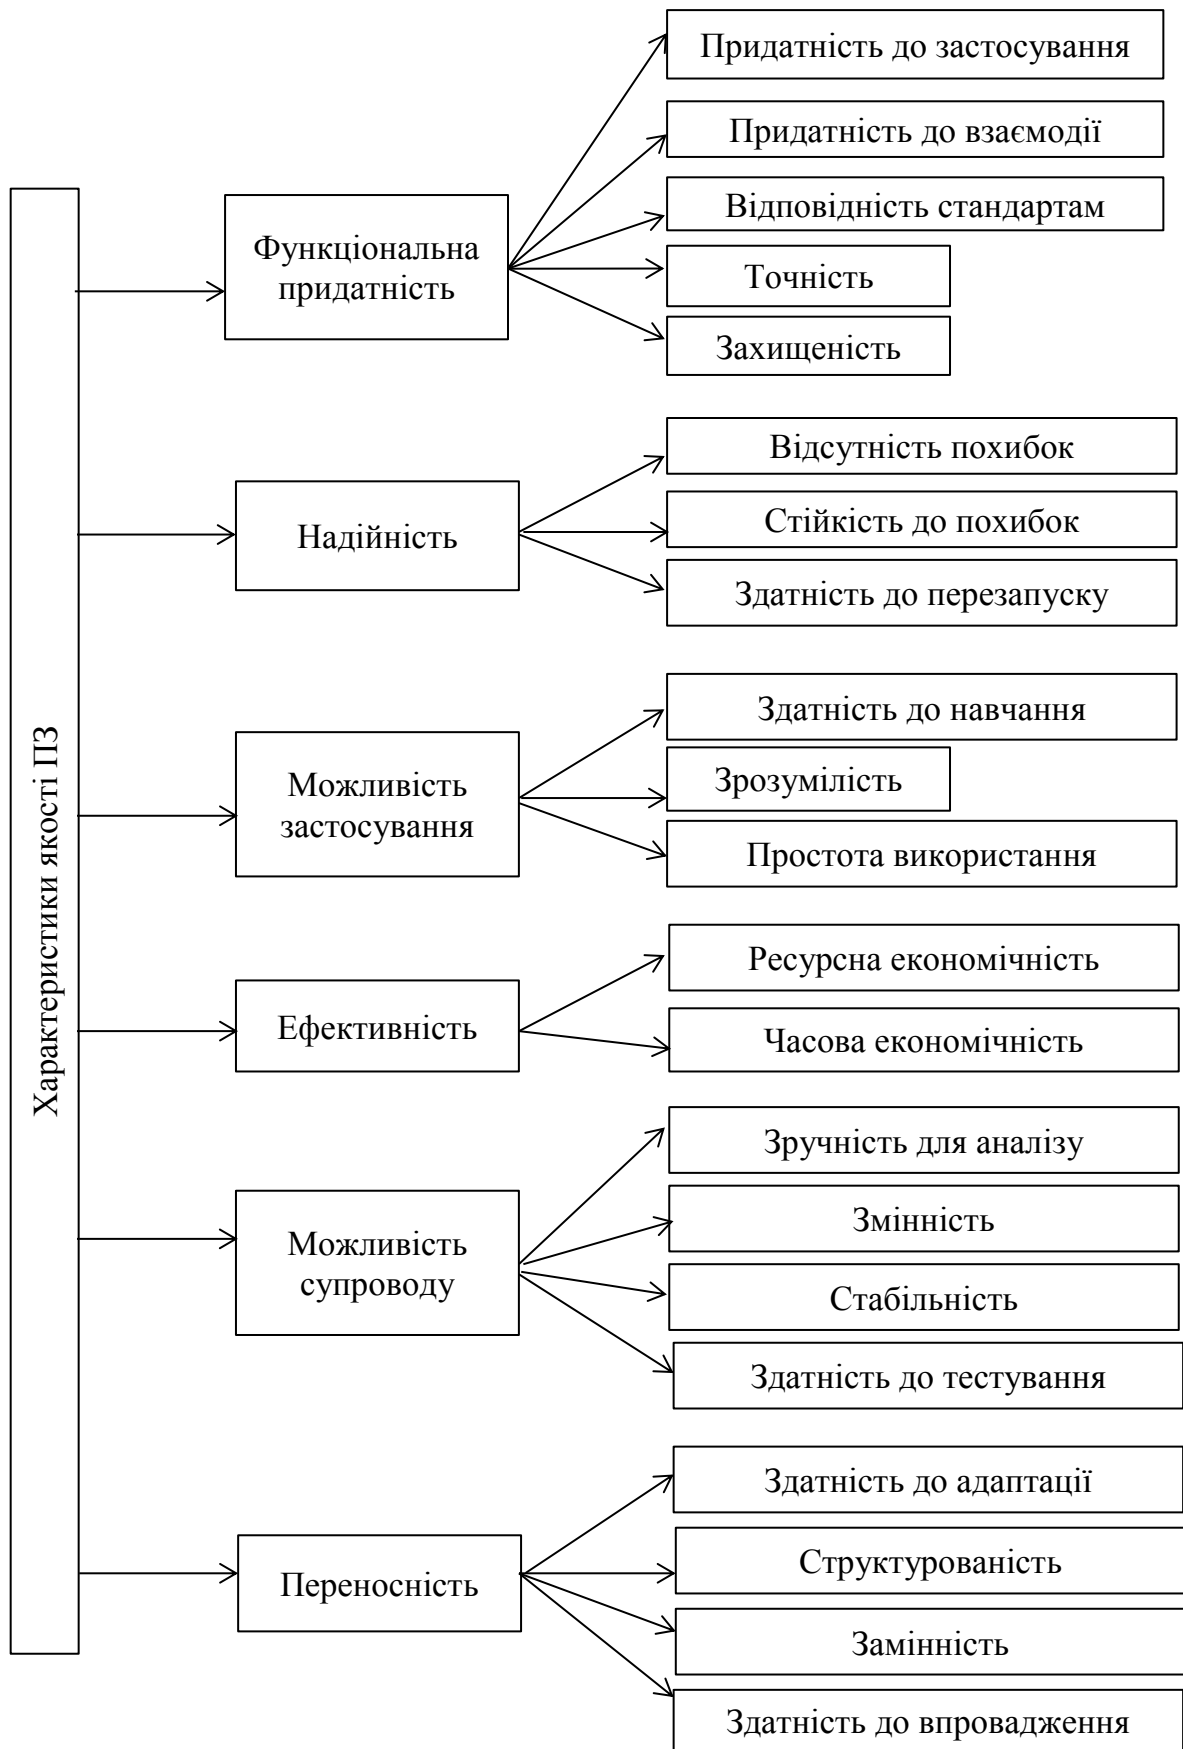 Характеристики якості ПЗ
Функціональна
придатність
Придатність до застосування
Придатність до взаємодії
Відповідність стандартам
Точність
Захищеність
Надійність
Відсутність похибок
Стійкість до похибок
Здатність до перезапуску
Можливість
застосування
Здатність до навчання
Зрозумілість
Простота використання
Ефективність
Ресурсна економічність
Часова економічність
Можливість
супроводу
Зручність для аналізу
Змінність
Стабільність
Здатність до тестування
Переносність
Здатність до адаптації
Структурованість
Замінність
Здатність до впровадження